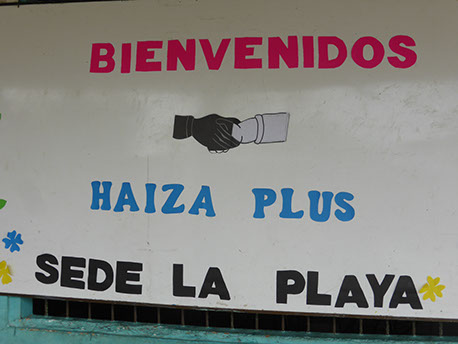 BIENVENIDOS
HAIZA PLUS
SEDE LA PLAYA